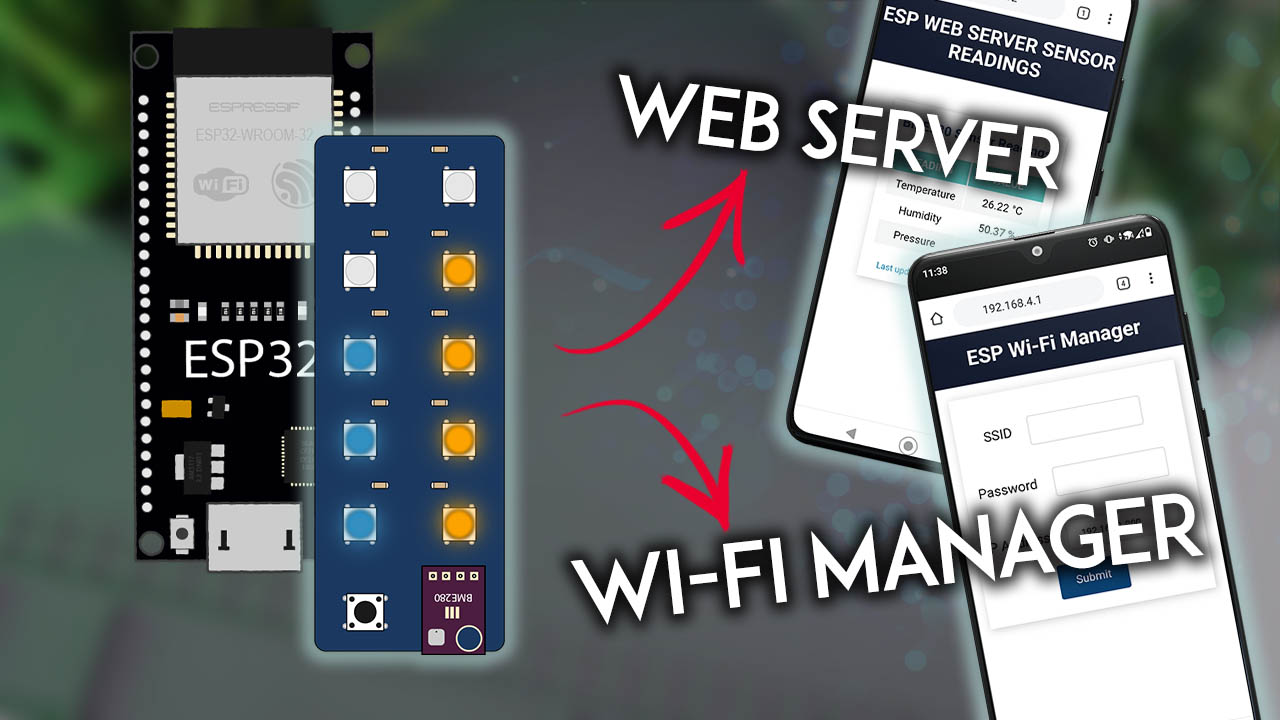 ESPRESSIF
ESP32-WROOM-32
Wi Fi
ESP32
BME280
WEB SERVER
WI-FI MANAGER
1
ESP WEB SERVER SENSOR
READINGS
Temperature 26.22 °C
Humidity 50.37 %
Pressure
Last
11:38
192.168.4.1
4
ESP Wi-Fi Manager
SSID
Password
Submit